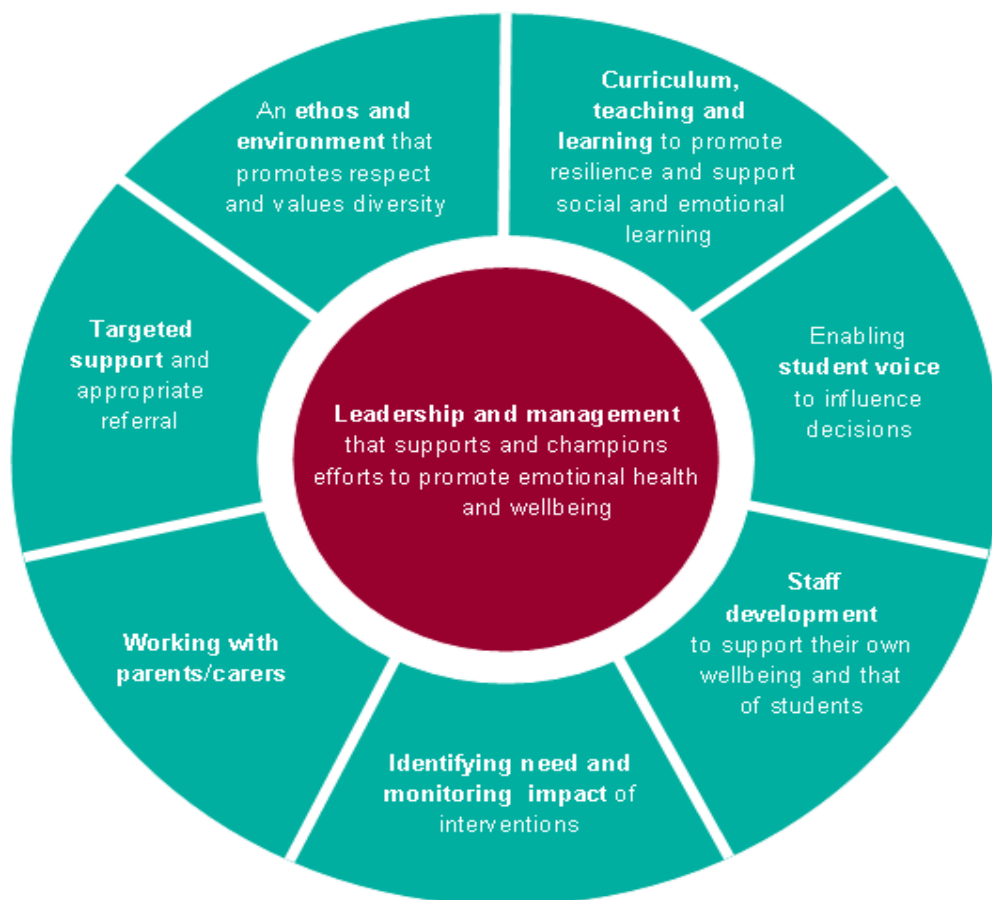 An ethos and
environment that
promotes respect
and values diversity
Curriculum,
teaching and
learning to promote
resilience and support
social and emotional
learning
Enabling
student voice
to influence
decisions
Staff
development
to support their own
wellbeing and that
of students
Identifying need and
monitoring impact of
interventions
Working with
parents/carers
Targeted
support and
appropriate
referral
Leadership and management
that supports and champions
efforts to promote emotional health
and wellbeing